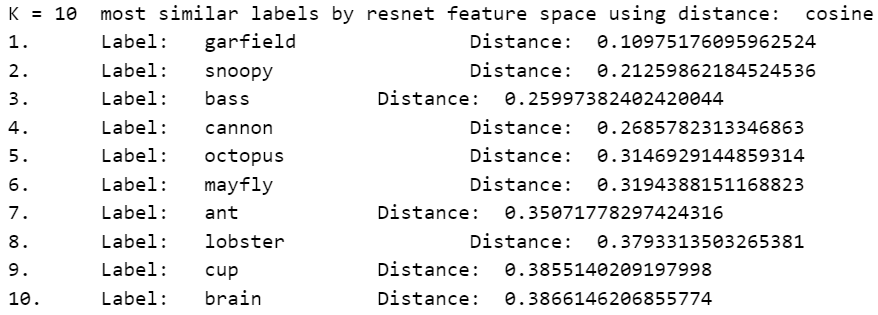 K = 10 most similar labels by resnet feature space using distance: cosine
1. Label: garfield Distance: 0.10975176095962524
2. Label: snoopy Distance: 0.21259862184524536
3. Label: bass Distance: 0.25997382402420044
4. Label: cannon Distance: 0.2685782313346863
5. Label: octopus Distance: 0.3146929144859314
6. Label: mayfly Distance: 0.3194388151168823
7. Label: ant Distance: 0.35071778297424316
8. Label: lobster Distance: 0.3793313503265381
9. Label: cup Distance: 0.3855140209197998
10. Label: brain Distance: 0.3866146206855774